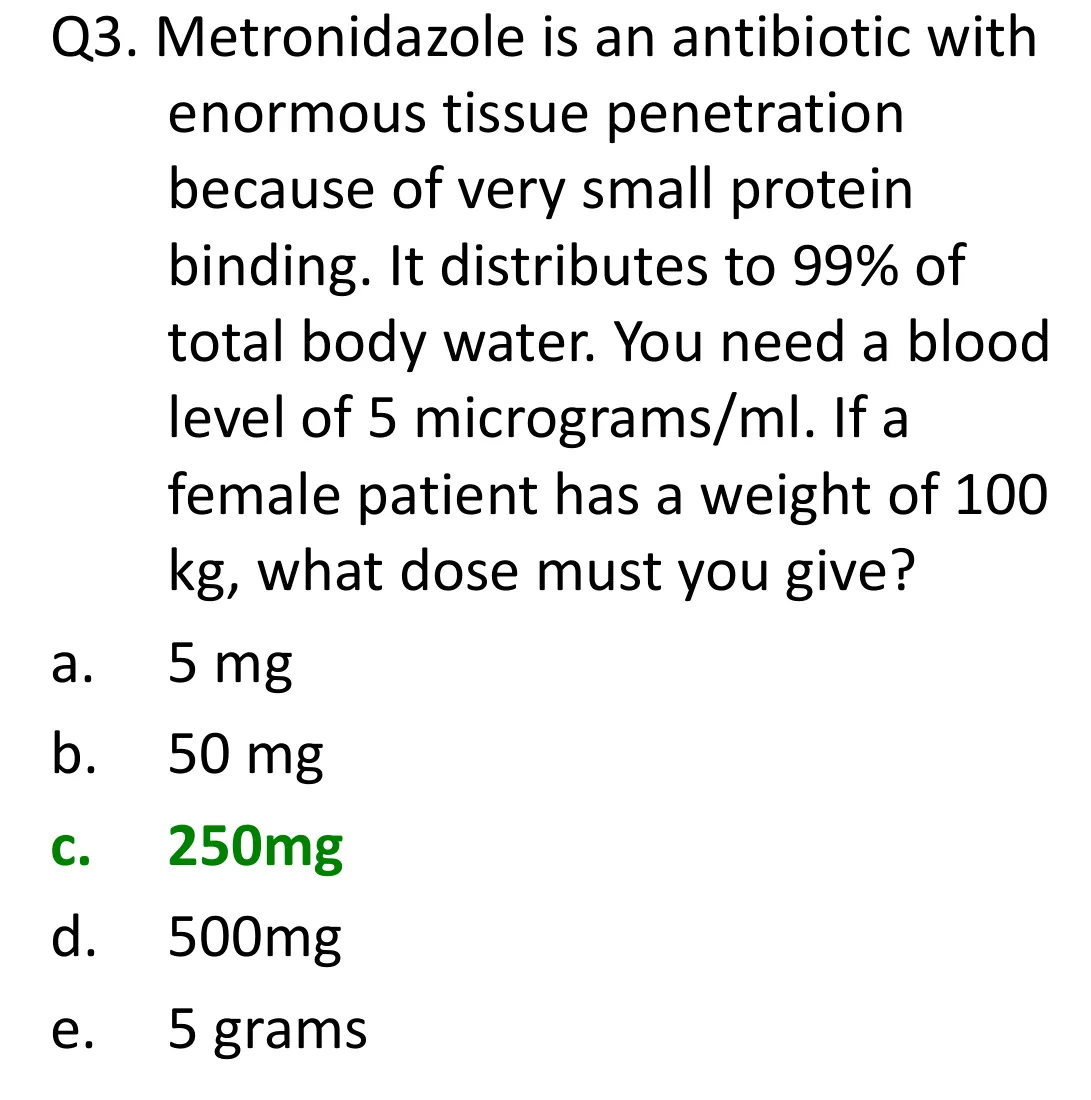 Q3. Metronidazole is an antibiotic with
enormous tissue penetration
because of very small protein
binding. It distributes to 99% of
total body water. You need a blood
level of 5 micrograms/ml. If a
female patient has a weight of 100
kg, what dose must you give?
a. 5 mg
b. 50 mg
c. 250mg
d. 500mg
e. 5 grams